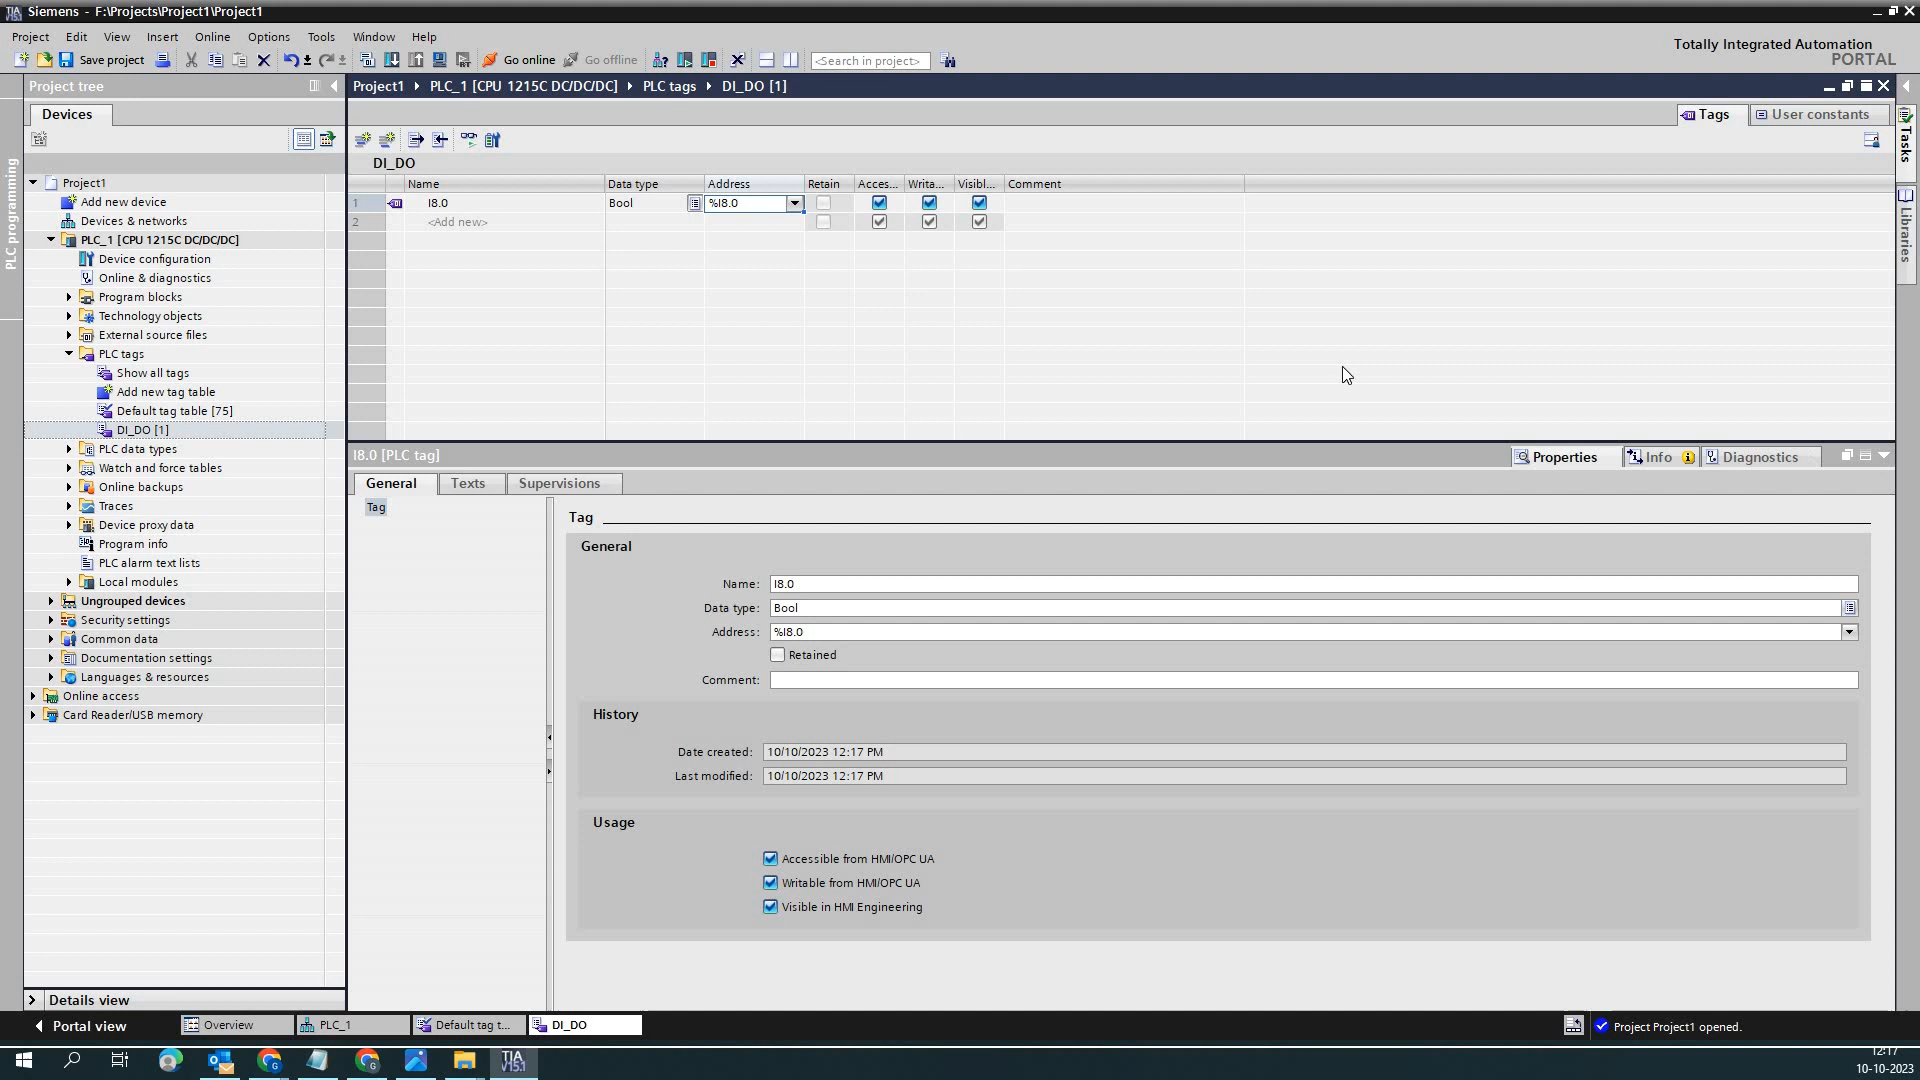 Siemens - F:\Projects\Project1\Project1
Project Edit View Insert Online Options Tools Window Help
Totally Integrated Automation
PORTAL
Save project
Go online
Go offline
<Search in project>
Project tree
Project1 PLC_1 [CPU 1215C DC/DC/DC] PLC tags DI_DO [1]
Devices
Tags
User constants
PLC programming
Tasks
Libraries
DI_DO
Name Data type Address Retain Acces... Writa... Visibl... Comment
1 I8.0 Bool %I8.0
2 <Add new>
Project1
Add new device
Devices & networks
PLC_1 [CPU 1215C DC/DC/DC]
Device configuration
Online & diagnostics
Program blocks
Technology objects
External source files
PLC tags
Show all tags
Add new tag table
Default tag table [75]
DI_DO [1]
PLC data types
Watch and force tables
Online backups
Traces
Device proxy data
Program info
PLC alarm text lists
Local modules
Ungrouped devices
Security settings
Common data
Documentation settings
Languages & resources
Online access
Card Reader/USB memory
Details view
I8.0 [PLC tag]
Properties
Info
Diagnostics
General Texts Supervisions
Tag
Tag
General
Name: I8.0
Data type: Bool
Address: %I8.0
Retained
Comment:
History
Date created: 10/10/2023 12:17 PM
Last modified: 10/10/2023 12:17 PM
Usage
Accessible from HMI/OPC UA
Writable from HMI/OPC UA
Visible in HMI Engineering
Portal view
Overview
PLC_1
Default tag t...
DI_DO
Project Project1 opened.
TIA
V15.1
12:17
10-10-2023